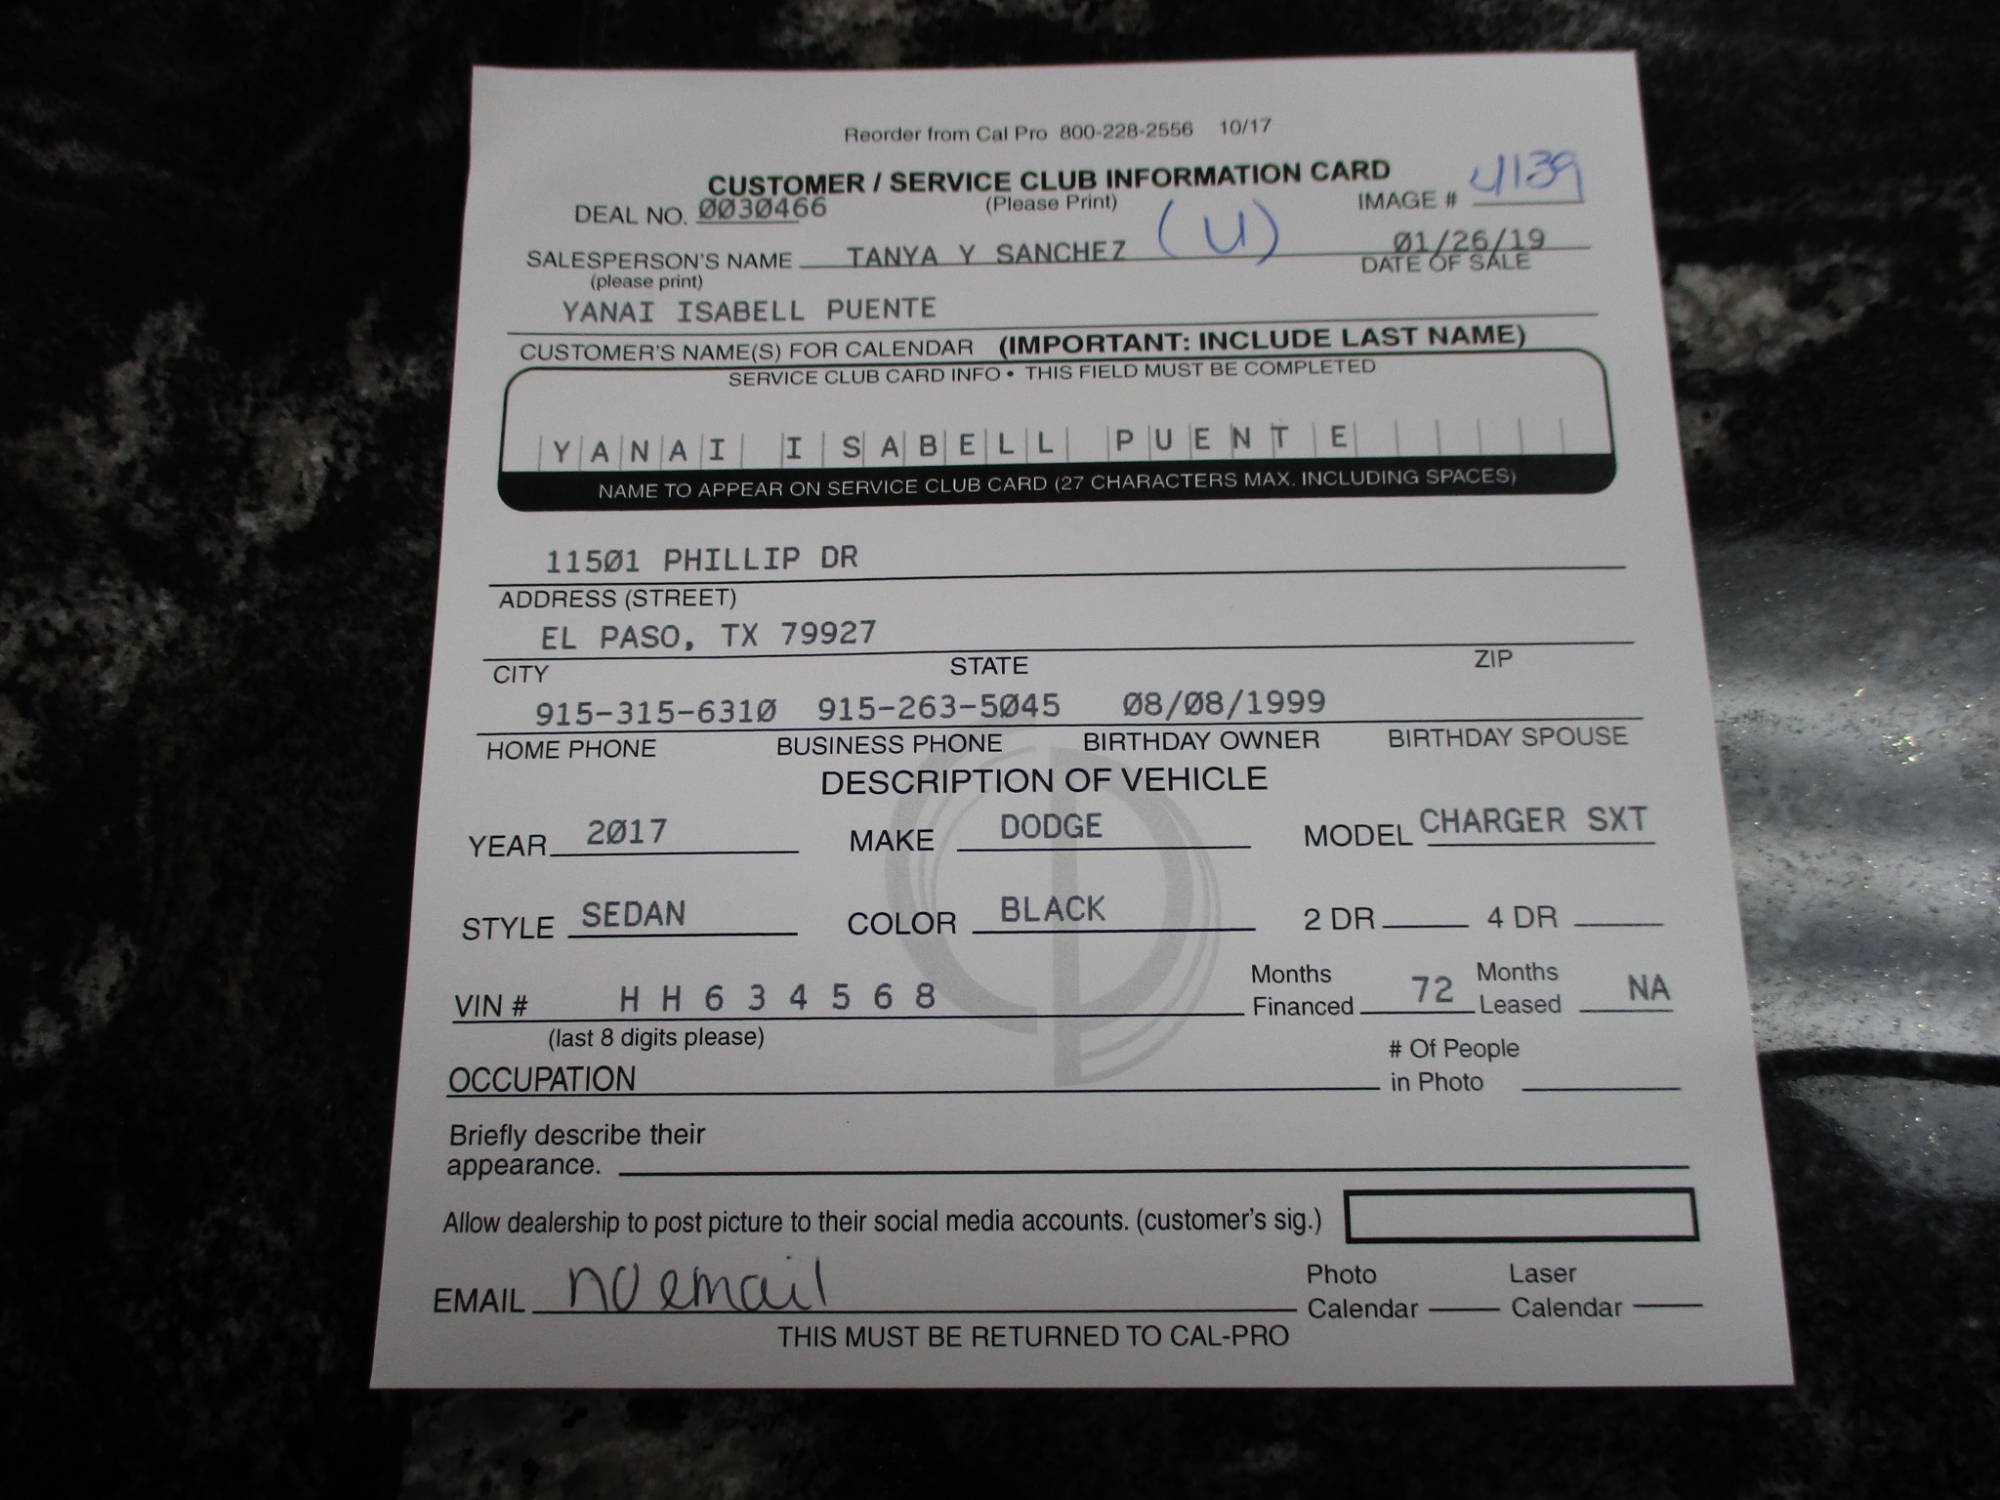 Reorder from Cal Pro 800-228-2556 10/17
CUSTOMER / SERVICE CLUB INFORMATION CARD
DEAL NO. 0030466 (Please Print) IMAGE # 4139
SALESPERSON'S NAME TANYA Y SANCHEZ (U) 01/26/19
(please print) DATE OF SALE
YANAI ISABELL PUENTE
CUSTOMER'S NAME(S) FOR CALENDAR (IMPORTANT: INCLUDE LAST NAME)
SERVICE CLUB CARD INFO • THIS FIELD MUST BE COMPLETED
YANAI ISABELL PUENTE
NAME TO APPEAR ON SERVICE CLUB CARD (27 CHARACTERS MAX. INCLUDING SPACES)
11501 PHILLIP DR
ADDRESS (STREET)
EL PASO, TX 79927
CITY STATE ZIP
915-315-6310 915-263-5045 08/08/1999
HOME PHONE BUSINESS PHONE BIRTHDAY OWNER BIRTHDAY SPOUSE
DESCRIPTION OF VEHICLE
YEAR 2017 MAKE DODGE MODEL CHARGER SXT
STYLE SEDAN COLOR BLACK 2 DR 4 DR
VIN # H H 6 3 4 5 6 8 Months Financed 72 Months Leased NA
(last 8 digits please)
OCCUPATION # Of People in Photo
Briefly describe their
appearance.
Allow dealership to post picture to their social media accounts. (customer's sig.)
EMAIL no email Photo Calendar Laser Calendar
THIS MUST BE RETURNED TO CAL-PRO